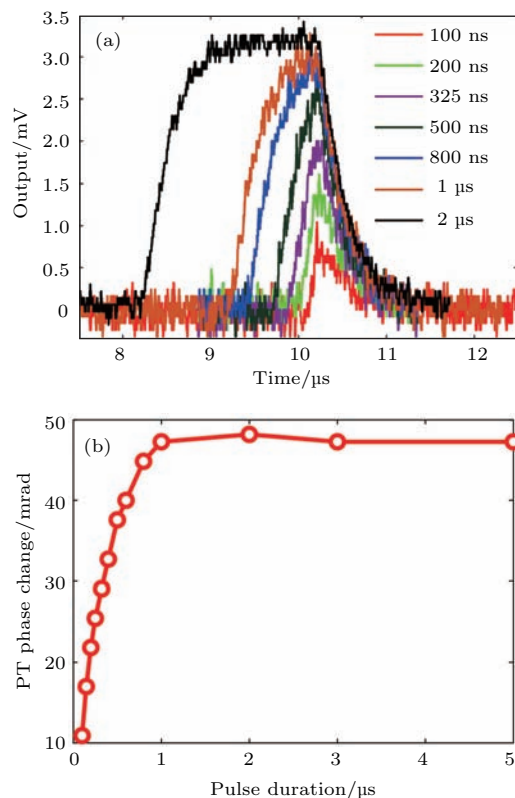 (a)
3.5
3.0
2.5
2.0
1.5
1.0
0.5
0
Output/mV
100 ns
200 ns
325 ns
500 ns
800 ns
1 µs
2 µs
8 9 10 11 12
Time/µs
(b)
50
40
30
20
10
PT phase change/mrad
0 1 2 3 4 5
Pulse duration/µs